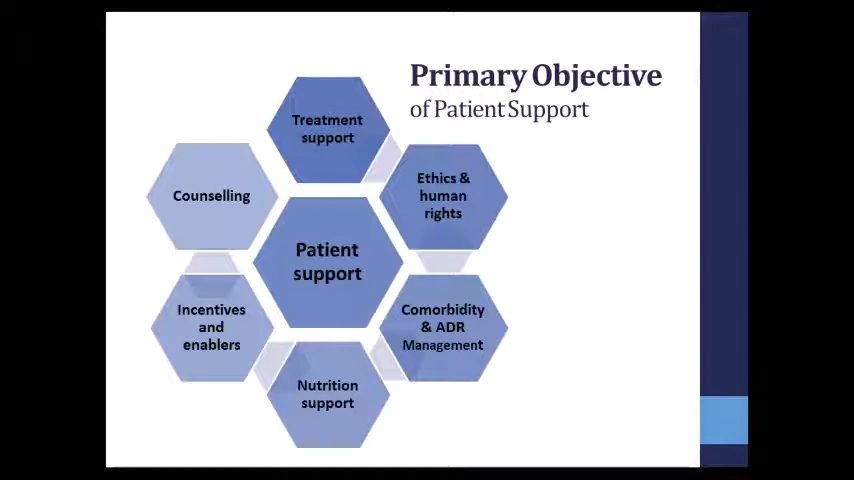 Primary Objective
of Patient Support
Treatment
support
Ethics &
human
rights
Counselling
Patient
support
Comorbidity
& ADR
Management
Incentives
and
enablers
Nutrition
support